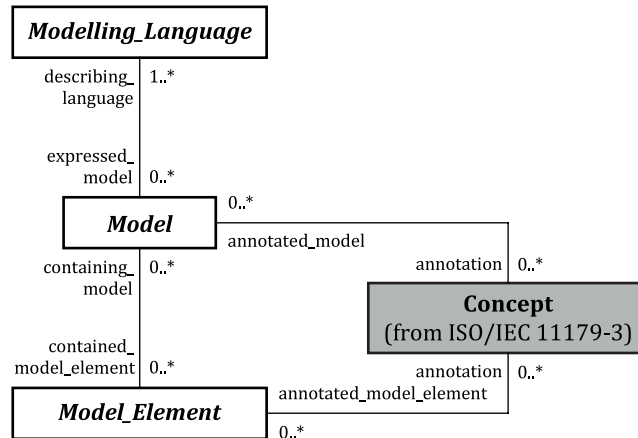 Modelling_Language
describing_
language
1..*
expressed_
model
0..*
Model
0..*
annotated_model
containing_
model
0..*
annotation
0..*
Concept
(from ISO/IEC 11179-3)
contained_
model_element
0..*
annotation
0..*
annotated_model_element
Model_Element
0..*